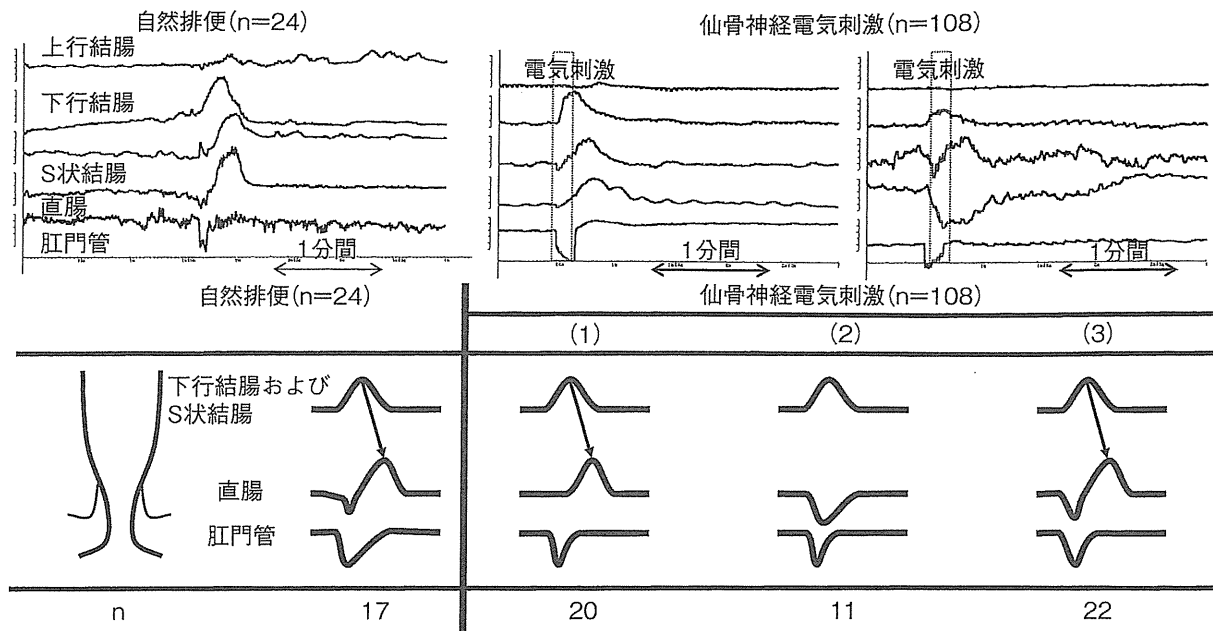 自然排便(n=24)
仙骨神経電気刺激(n=108)
上行結腸
下行結腸
S状結腸
直腸
肛門管
1分間
電気刺激
1分間
電気刺激
1分間
自然排便(n=24)
仙骨神経電気刺激(n=108)
(1) (2) (3)
下行結腸および
S状結腸
直腸
肛門管
n 17 20 11 22